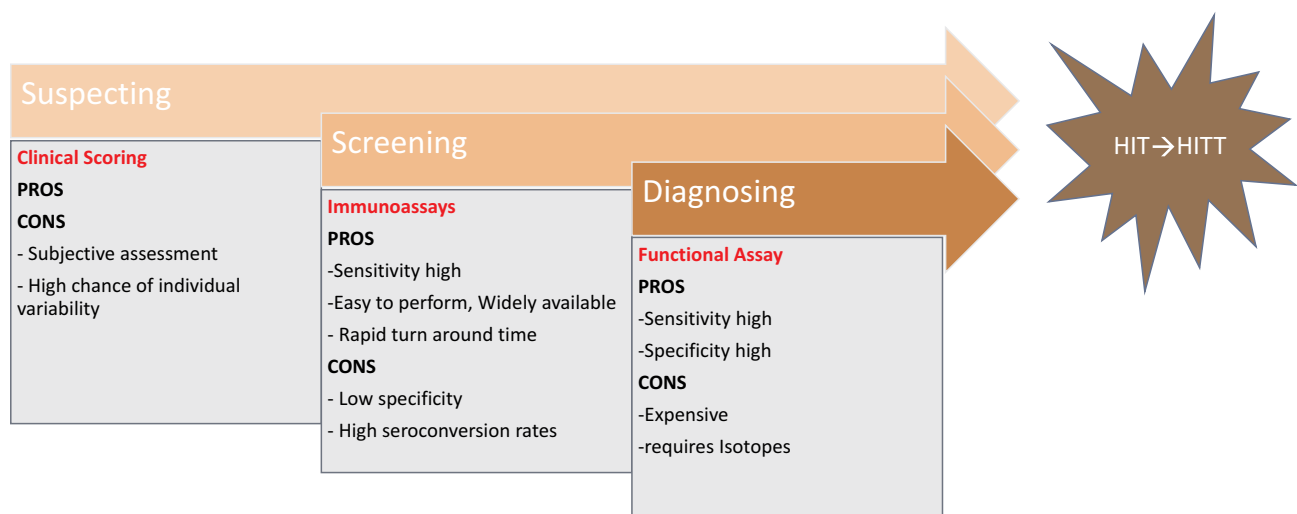 Suspecting
Clinical Scoring
PROS
CONS
- Subjective assessment
- High chance of individual
variability
Screening
Immunoassays
PROS
-Sensitivity high
-Easy to perform, Widely available
- Rapid turn around time
CONS
- Low specificity
- High seroconversion rates
Diagnosing
Functional Assay
PROS
-Sensitivity high
-Specificity high
CONS
-Expensive
-requires Isotopes
HIT→HITT